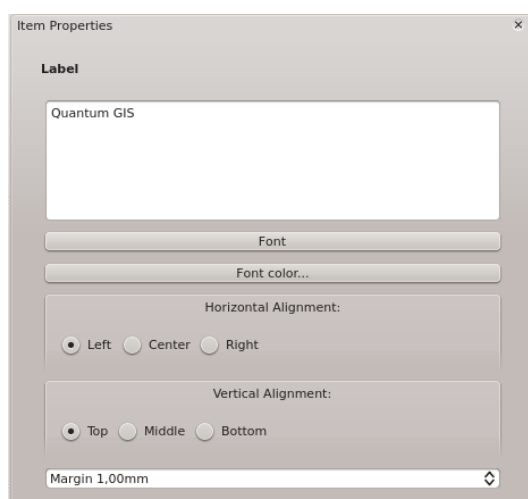 Item Properties
Label
Quantum GIS
Font
Font color...
Horizontal Alignment:
Left Center Right
Vertical Alignment:
Top Middle Bottom
Margin 1,00mm